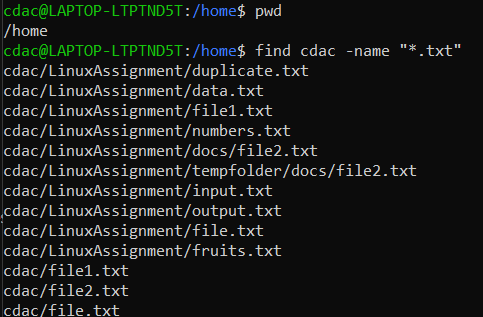 cdac@LAPTOP-LTPTND5T:/home$ pwd
/home
cdac@LAPTOP-LTPTND5T:/home$ find cdac -name "*.txt"
cdac/LinuxAssignment/duplicate.txt
cdac/LinuxAssignment/data.txt
cdac/LinuxAssignment/file1.txt
cdac/LinuxAssignment/numbers.txt
cdac/LinuxAssignment/docs/file2.txt
cdac/LinuxAssignment/tempfolder/docs/file2.txt
cdac/LinuxAssignment/input.txt
cdac/LinuxAssignment/output.txt
cdac/LinuxAssignment/file.txt
cdac/LinuxAssignment/fruits.txt
cdac/file1.txt
cdac/file2.txt
cdac/file.txt